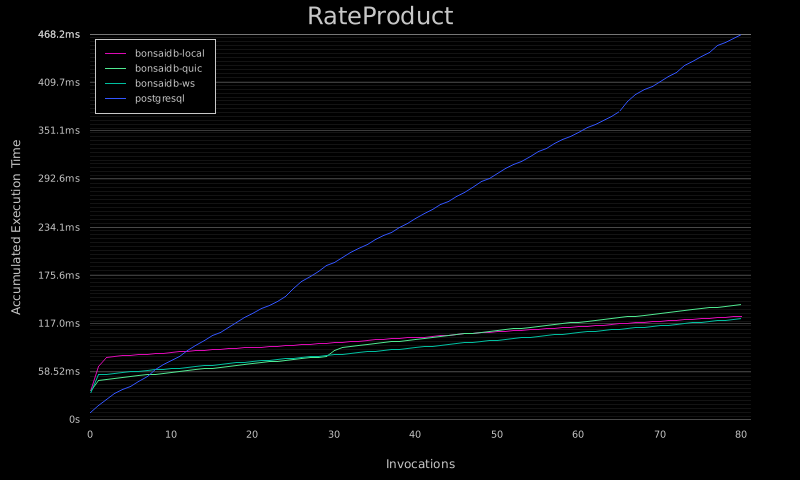 RateProduct
468.2ms
409.7ms
351.1ms
292.6ms
234.1ms
175.6ms
117.0ms
58.52ms
0s
bonsaidb-local
bonsaidb-quic
bonsaidb-ws
postgresql
Accumulated Execution Time
0 10 20 30 40 50 60 70 80
Invocations